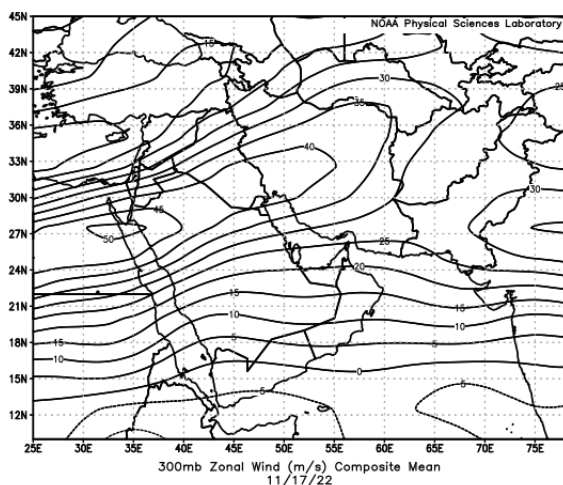 NOAA Physical Sciences Laboratory
45N
42N
39N
36N
33N
30N
27N
24N
21N
18N
15N
12N
15
30
25
35
40
30
45
50
25
20
15
15
10
10
15
5
5
10
0
5
5
25E 30E 35E 40E 45E 50E 55E 60E 65E 70E 75E
300mb Zonal Wind (m/s) Composite Mean
11/17/22